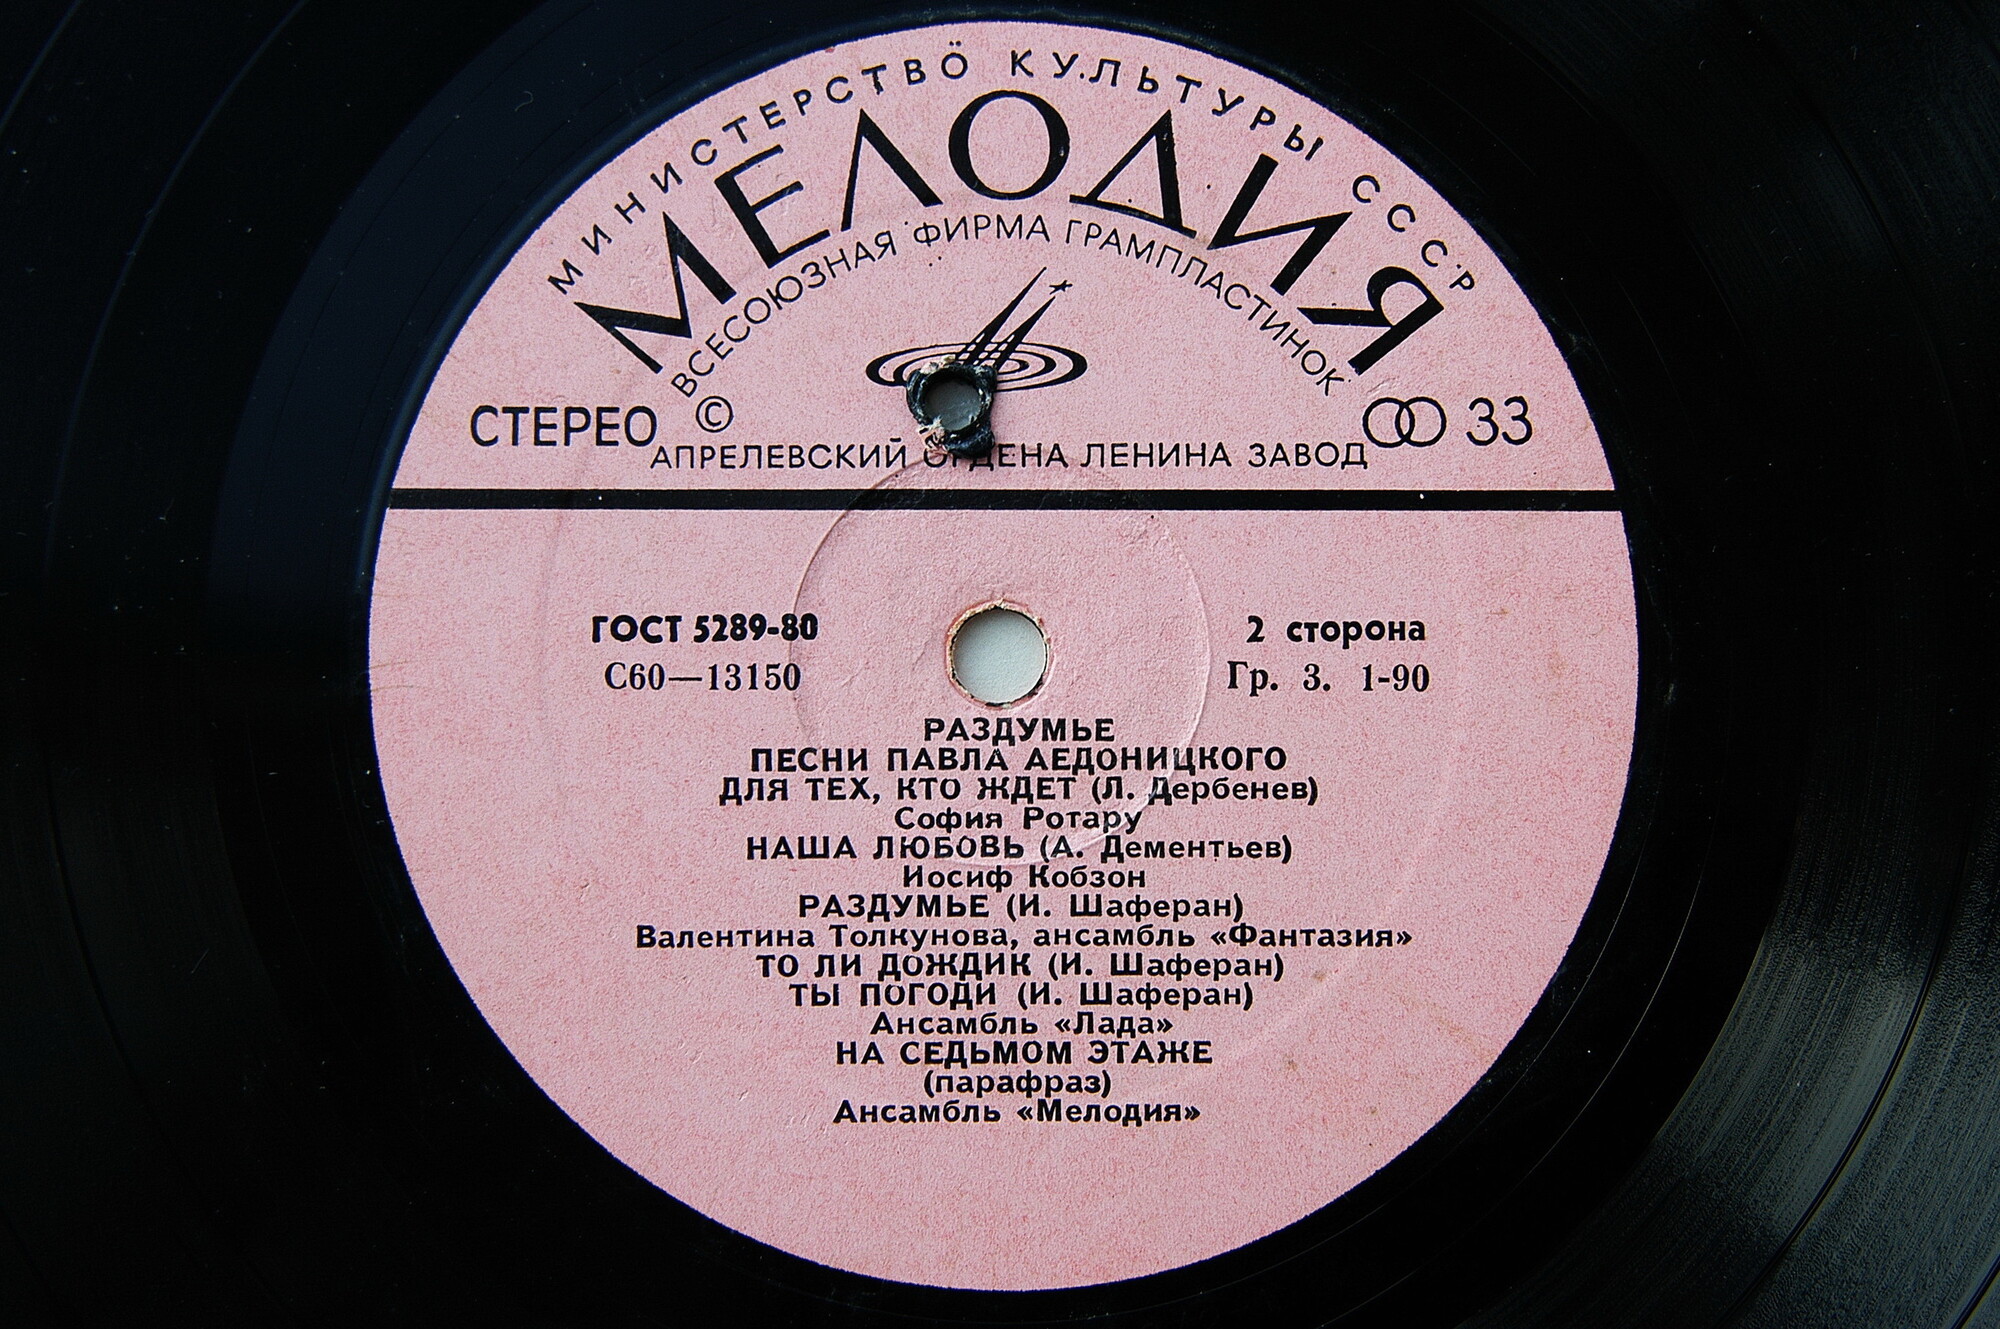 МИНИСТЕРСТВО КУЛЬТУРЫ СССР
МЕЛОДИЯ
ВСЕСОЮЗНАЯ ФИРМА ГРАМПЛАСТИНОК
СТЕРЕО © 33
АПРЕЛЕВСКИЙ ОРДЕНА ЛЕНИНА ЗАВОД
ГОСТ 5289-80 2 сторона
С60—13150 Гр. 3. 1-90
РАЗДУМЬЕ
ПЕСНИ ПАВЛА АЕДОНИЦКОГО
ДЛЯ ТЕХ, КТО ЖДЕТ (Л. Дербенев)
София Ротару
НАША ЛЮБОВЬ (А. Дементьев)
Иосиф Кобзон
РАЗДУМЬЕ (И. Шаферан)
Валентина Толкунова, ансамбль «Фантазия»
ТО ЛИ ДОЖДИК (И. Шаферан)
ТЫ ПОГОДИ (И. Шаферан)
Ансамбль «Лада»
НА СЕДЬМОМ ЭТАЖЕ
(парафраз)
Ансамбль «Мелодия»